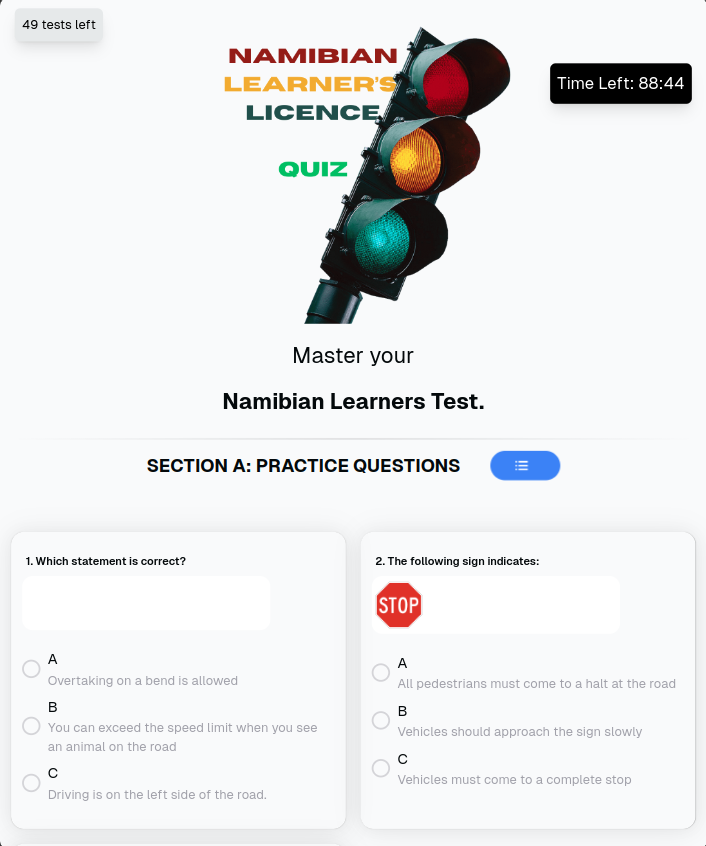 49 tests left
NAMIBIAN
LEARNER'S
LICENCE
QUIZ
Time Left: 88:44
Master your
Namibian Learners Test.
SECTION A: PRACTICE QUESTIONS
1. Which statement is correct?
A
Overtaking on a bend is allowed
B
You can exceed the speed limit when you see
an animal on the road
C
Driving is on the left side of the road.
2. The following sign indicates:
STOP
A
All pedestrians must come to a halt at the road
B
Vehicles should approach the sign slowly
C
Vehicles must come to a complete stop